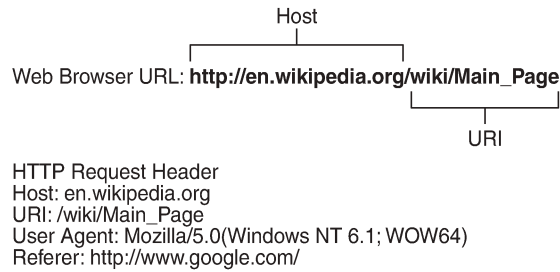 Host
Web Browser URL: http://en.wikipedia.org/wiki/Main_Page
URI
HTTP Request Header
Host: en.wikipedia.org
URI: /wiki/Main_Page
User Agent: Mozilla/5.0(Windows NT 6.1; WOW64)
Referer: http://www.google.com/